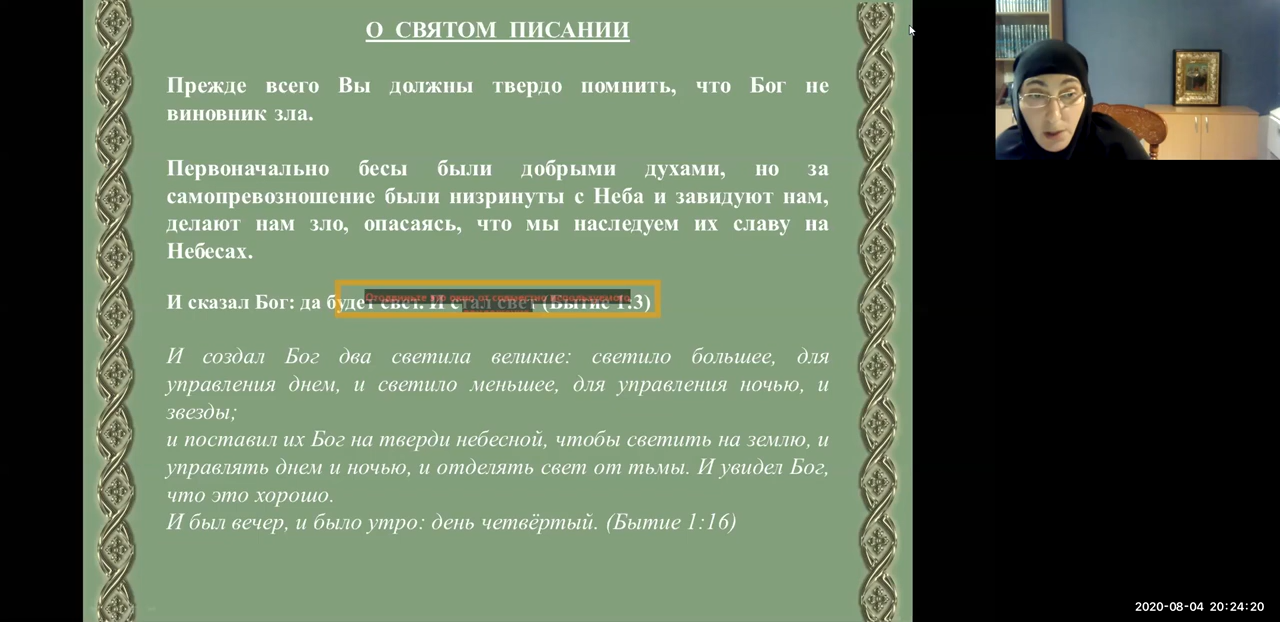 О СВЯТОМ ПИСАНИИ
Прежде всего Вы должны твердо помнить, что Бог не
виновник зла.
Первоначально бесы были добрыми духами, но за
самопревозношение были низринуты с Неба и завидуют нам,
делают нам зло, опасаясь, что мы наследуем их славу на
Небесах.
И сказал Бог: да будет свет. И стал свет (Бытие 1:3)
И создал Бог два светила великие: светило большее, для
управления днем, и светило меньшее, для управления ночью, и
звезды;
и поставил их Бог на тверди небесной, чтобы светить на землю, и
управлять днем и ночью, и отделять свет от тьмы. И увидел Бог,
что это хорошо.
И был вечер, и было утро: день четвёртый. (Бытие 1:16)
2020-08-04 20:24:20